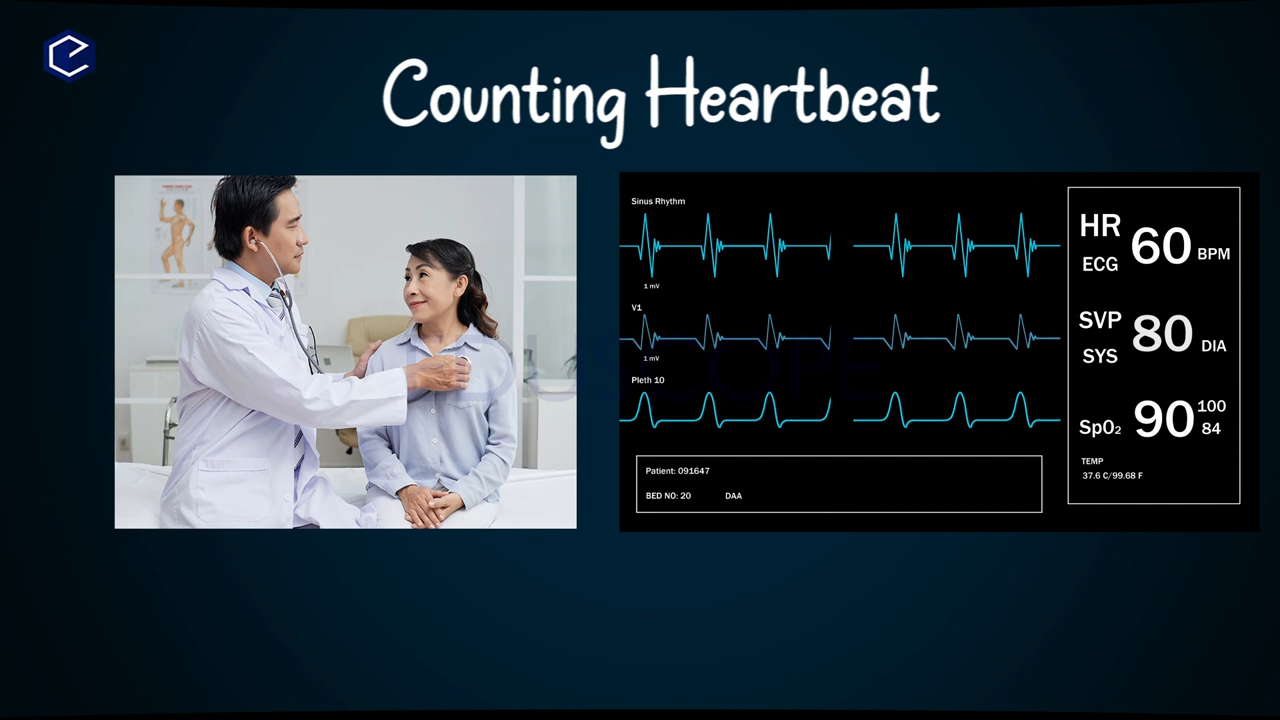 Counting Heartbeat
Sinus Rhythm
1 mV
V1
1 mV
Pleth 10
Patient: 091647
BED NO: 20 DAA
HR
ECG
60 BPM
SVP
SYS
80 DIA
SpO₂ 90 100
84
TEMP
37.6 C/99.68 F